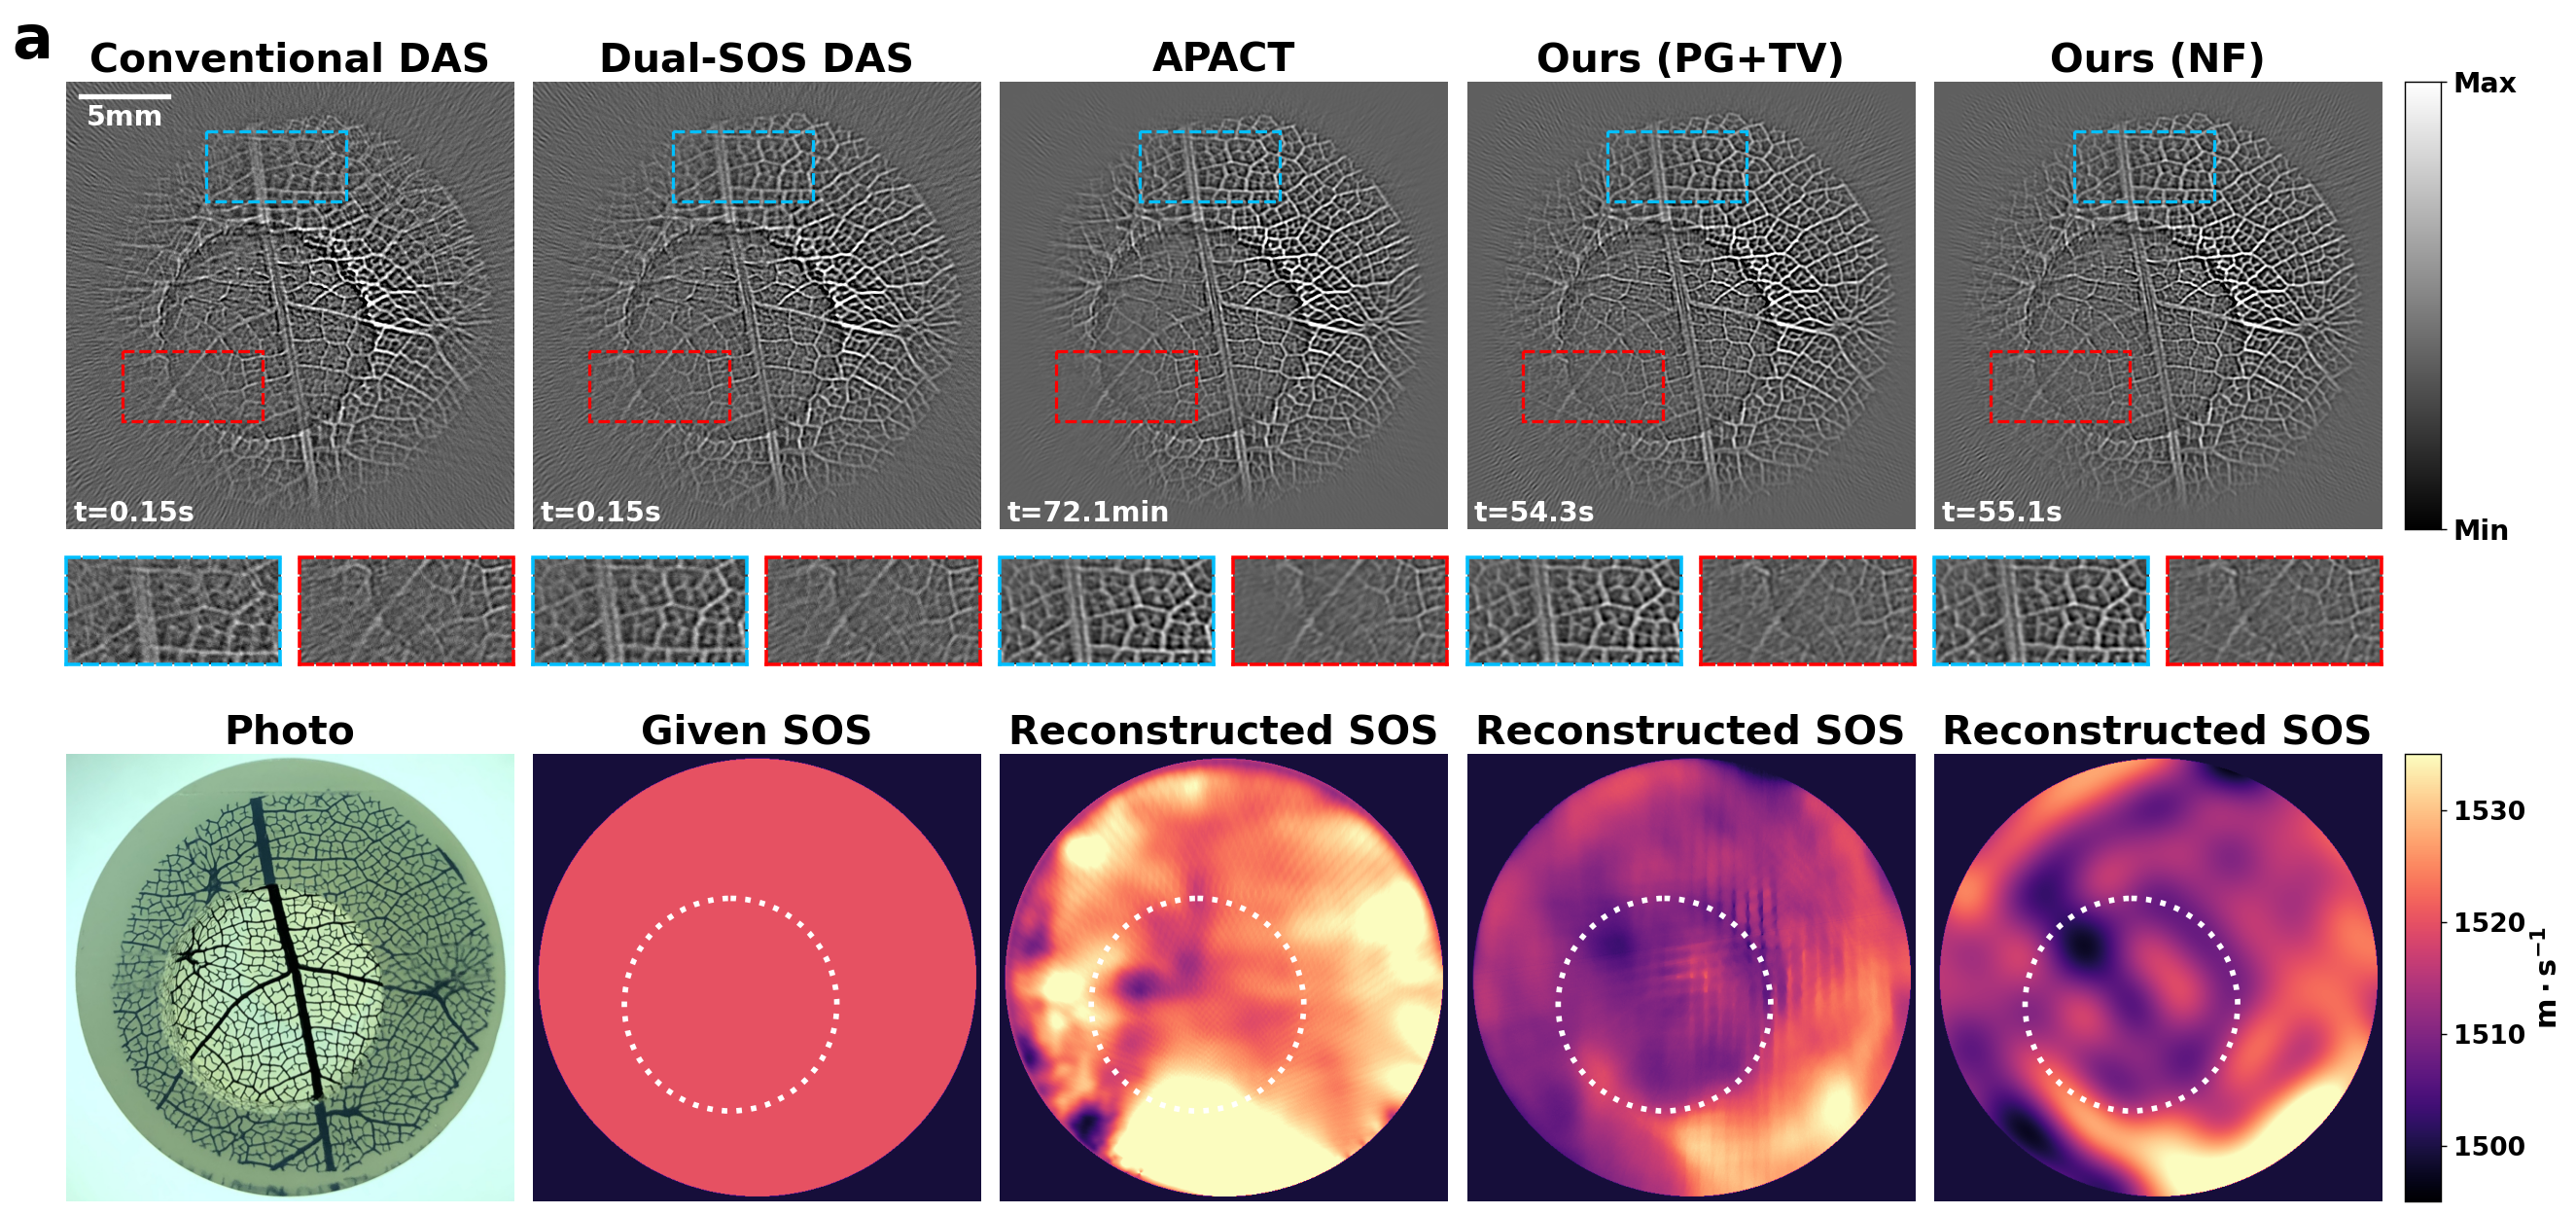 a
Conventional DAS
Dual-SOS DAS
APACT
Ours (PG+TV)
Ours (NF)
5mm
t=0.15s
t=0.15s
t=72.1min
t=54.3s
t=55.1s
Max
Min
Photo
Given SOS
Reconstructed SOS
Reconstructed SOS
Reconstructed SOS
1530
1520
1510
1500
m · s⁻¹